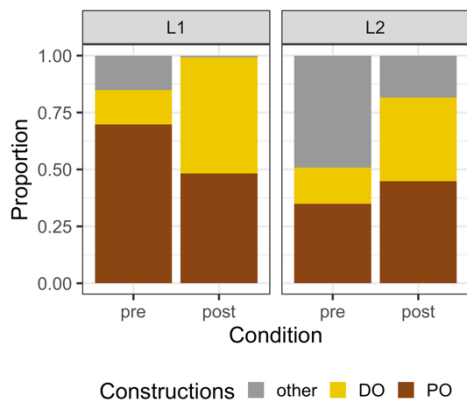 L1 L2
1.00
0.75
0.50
0.25
0.00
Proportion
pre post pre post
Condition
Constructions other DO PO